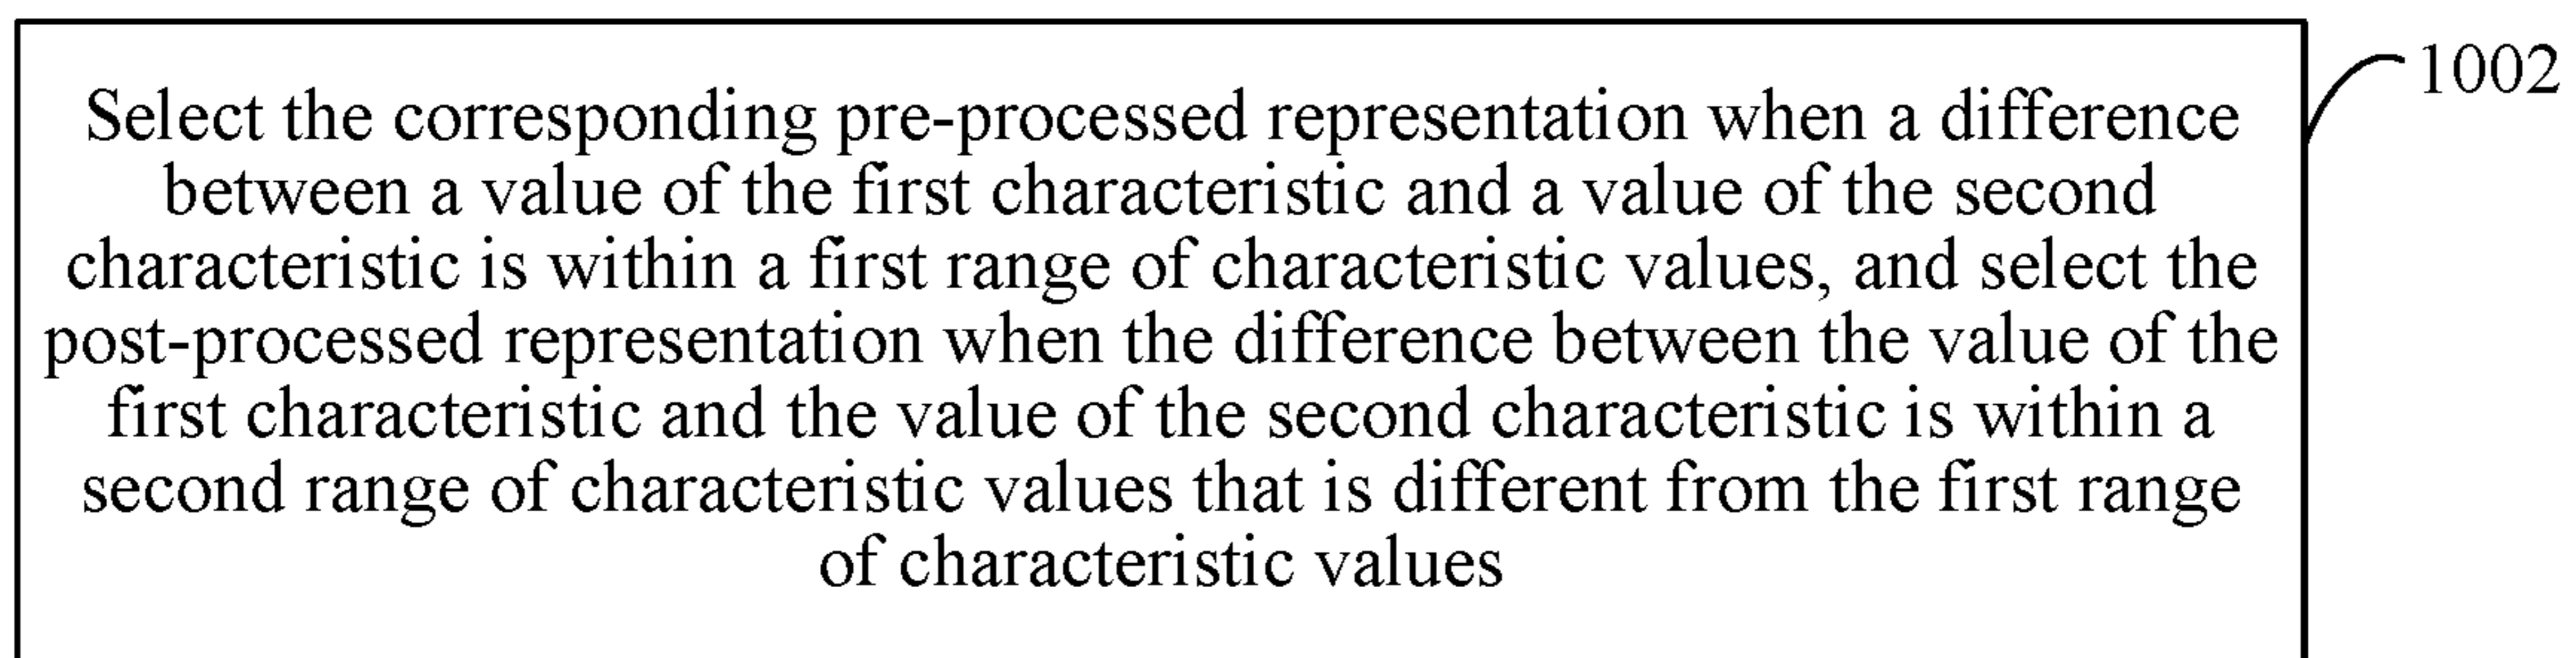 Select the corresponding pre-processed representation when a difference
between a value of the first characteristic and a value of the second
characteristic is within a first range of characteristic values, and select the
post-processed representation when the difference between the value of the
first characteristic and the value of the second characteristic is within a
second range of characteristic values that is different from the first range
of characteristic values
1002